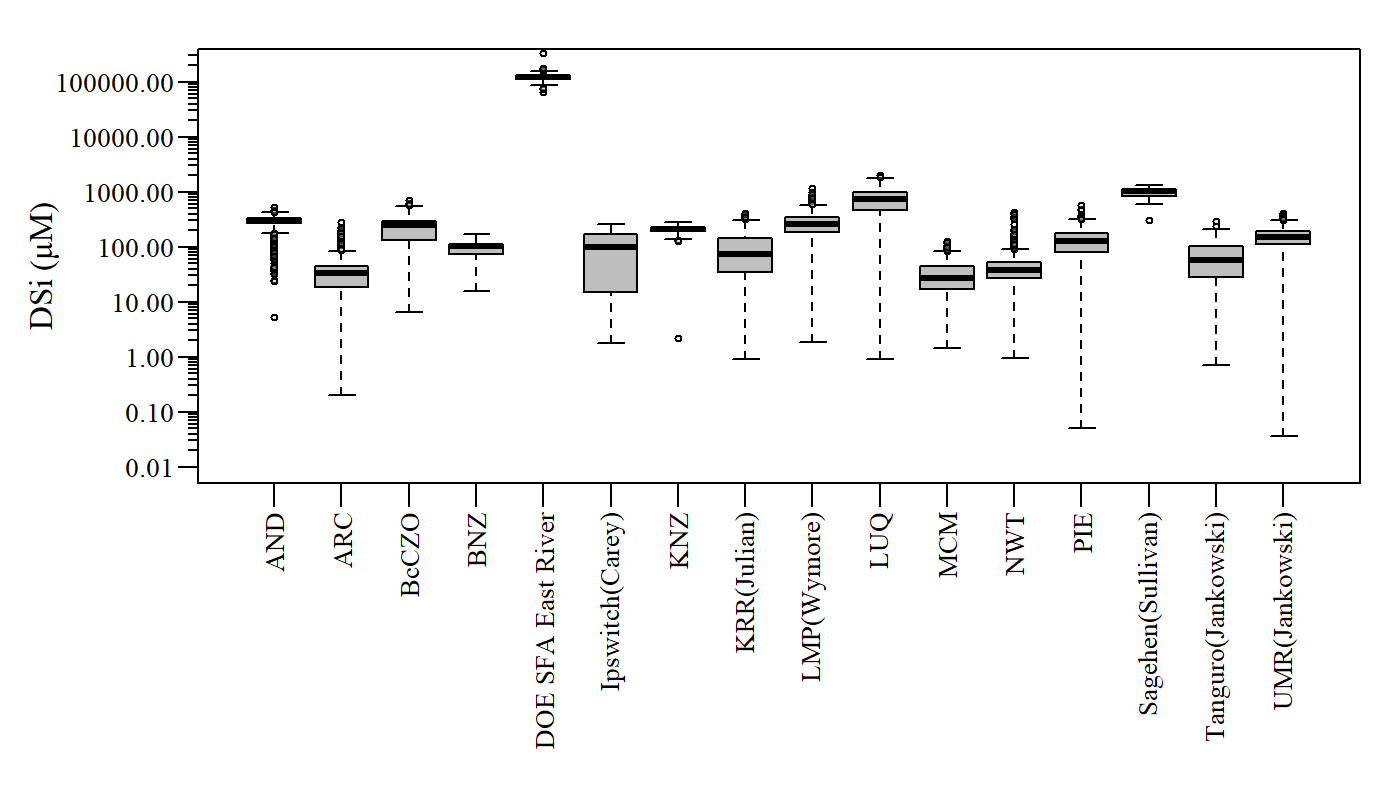 DSi (µM)
100000.00
10000.00
1000.00
100.00
10.00
1.00
0.10
0.01
AND
ARC
BcCZO
BNZ
DOE SFA East River
Ipswitch(Carey)
KNZ
KRR(Julian)
LMP(Wymore)
LUQ
MCM
NWT
PIE
Sagehen(Sullivan)
Tanguro(Jankowski)
UMR(Jankowski)